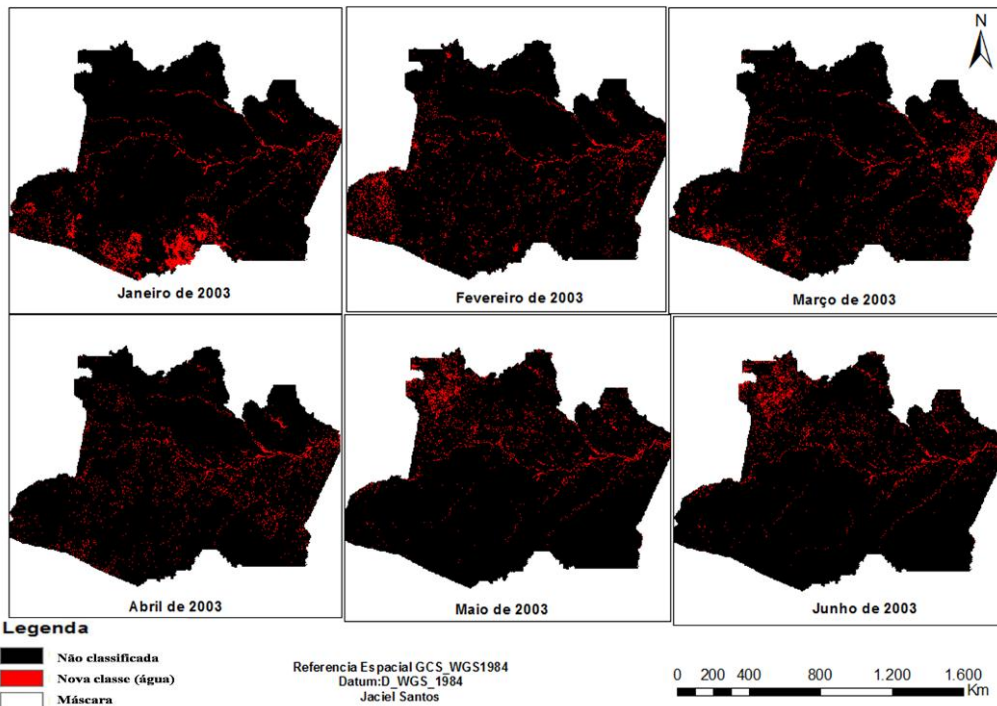 N
Janeiro de 2003
Fevereiro de 2003
Março de 2003
Abril de 2003
Maio de 2003
Junho de 2003
Legenda
Não classificada
Nova classe (água)
Máscara
Referencia Espacial GCS_WGS1984
Datum:D_WGS_1984
Jaciel Santos
0 200 400 800 1.200 1.600
Km